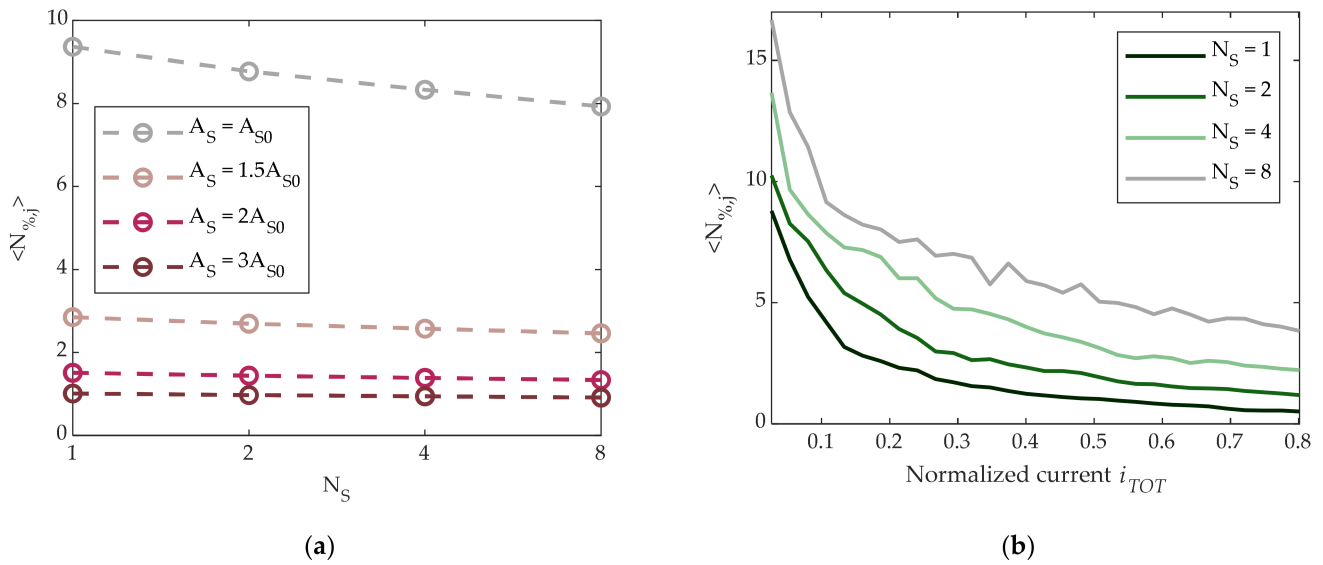 10
8
6
4
2
0
<N%,j>
A_S = A_S0
A_S = 1.5A_S0
A_S = 2A_S0
A_S = 3A_S0
1 2 4 8
N_S
(a)
15
10
5
0
<N%,j>
N_S = 1
N_S = 2
N_S = 4
N_S = 8
0.1 0.2 0.3 0.4 0.5 0.6 0.7 0.8
Normalized current i_TOT
(b)